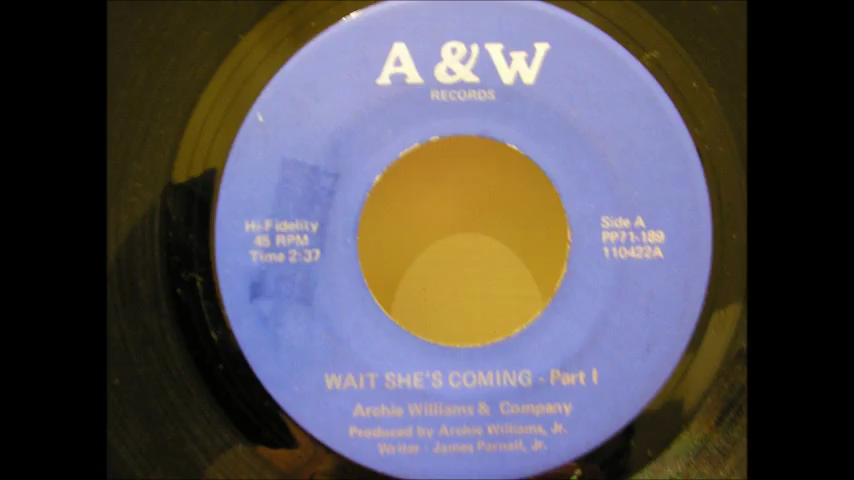 A & W
RECORDS
Hi-Fidelity
45 RPM
Time 2:37
Side A
PP71-189
110422A
WAIT SHE'S COMING - Part I
Archie Williams & Company
Produced by Archie Williams, Jr.
Writer - James Parnell, Jr.